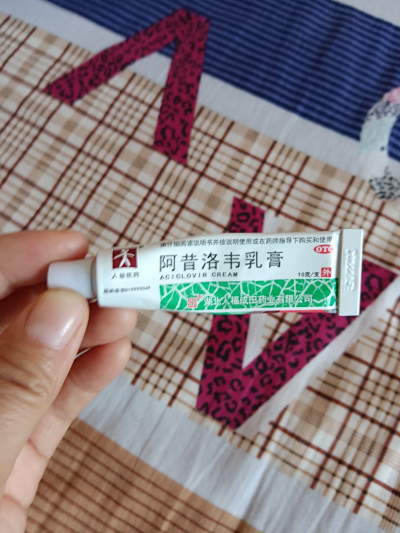 请仔细阅读说明书并按说明使用或在药师指导下购买和使用
OTC
人福医药
阿昔洛韦乳膏
ACICLOVIR CREAM
10克/支
外
湖北人福成田药业有限公司